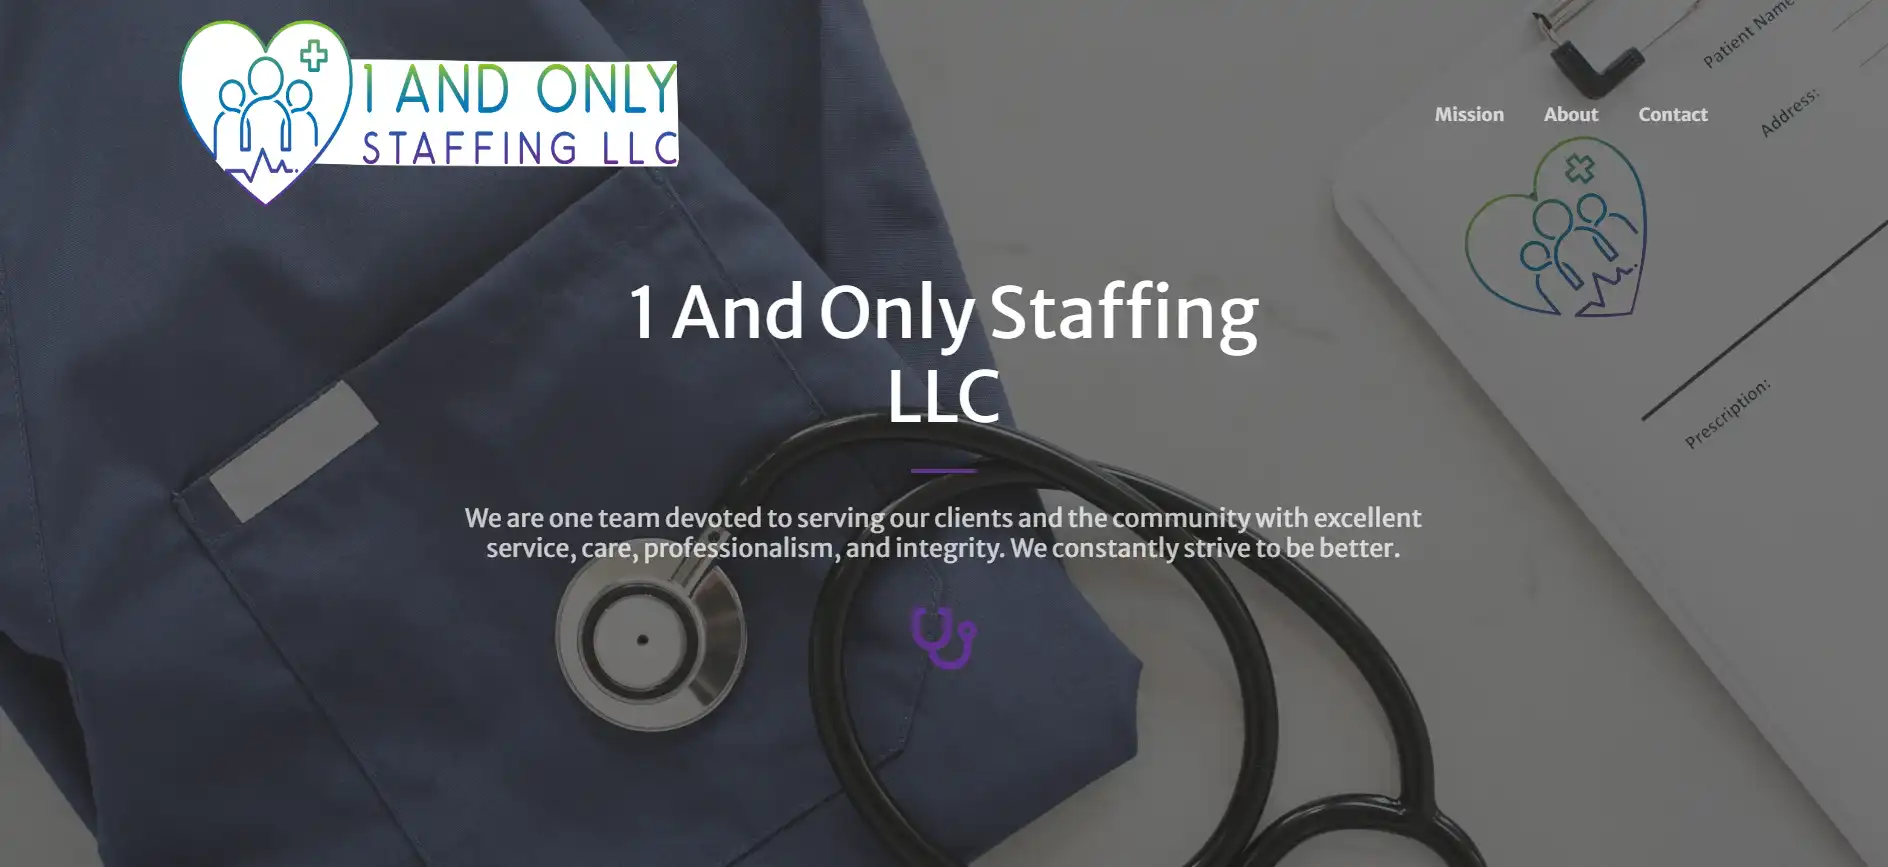 1 AND ONLY
STAFFING LLC
Mission About Contact
Patient Name
Address:
Prescription:
1 And Only Staffing
LLC
We are one team devoted to serving our clients and the community with excellent
service, care, professionalism, and integrity. We constantly strive to be better.